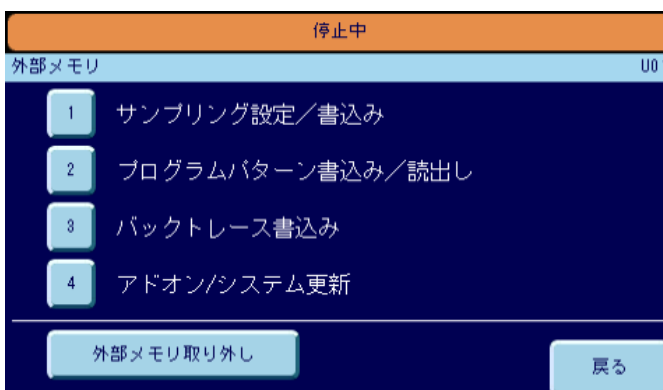 停止中
外部メモリ U0
1 サンプリング設定／書込み
2 プログラムパターン書込み／読出し
3 バックトレース書込み
4 アドオン/システム更新
外部メモリ取り外し
戻る